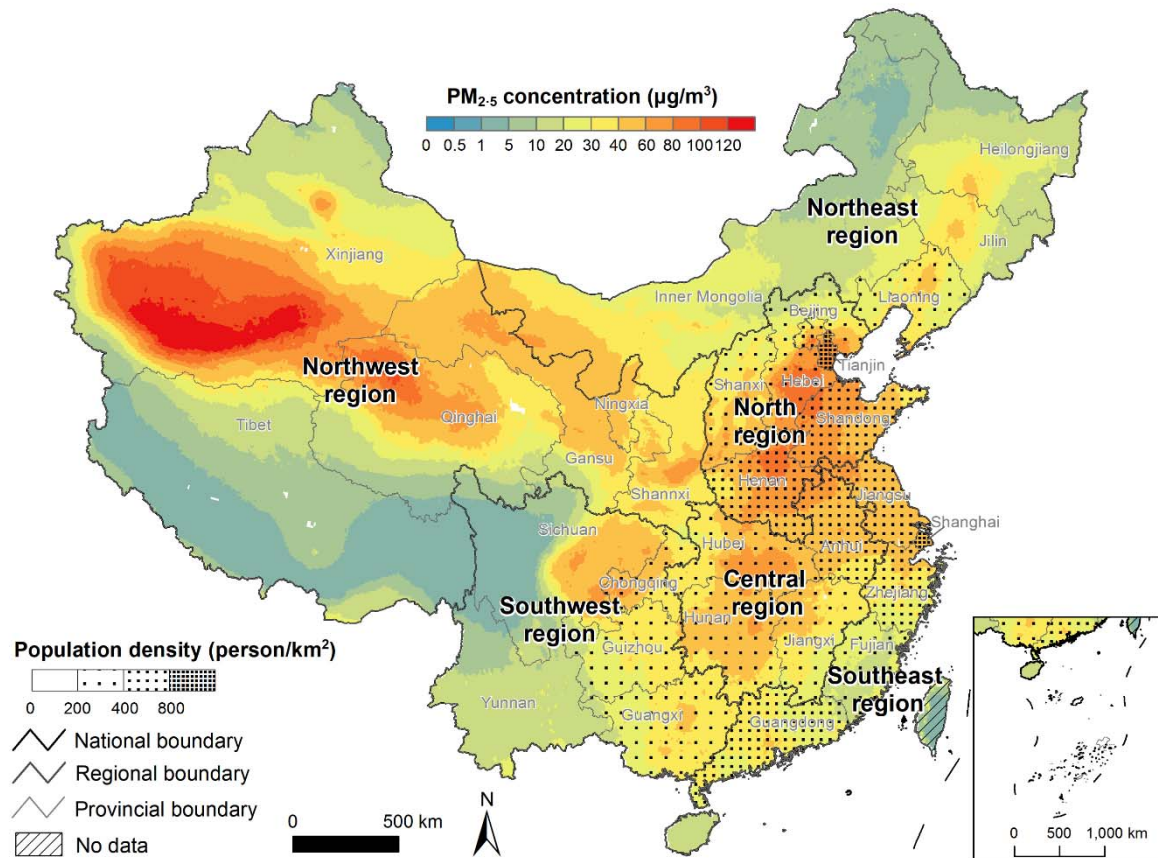 PM2.5 concentration (µg/m3)
0 0.5 1 5 10 20 30 40 60 80 100 120
Heilongjiang
Northeast
region
Jilin
Xinjiang
Inner Mongolia
Liaoning
Beijing
Tianjin
Northwest
region
Shanxi
Hebei
Ningxia
North
region
Shandong
Tibet
Qinghai
Gansu
Henan
Shannxi
Jiangsu
Shanghai
Sichuan
Hubei
Anhui
Chongqing
Central
region
Zhejiang
Southwest
region
Hunan
Jiangxi
Guizhou
Fujian
Southeast
region
Yunnan
Guangxi
Guangdong
Population density (person/km2)
0 200 400 800
National boundary
Regional boundary
Provincial boundary
No data
0 500 km
N
0 500 1,000 km